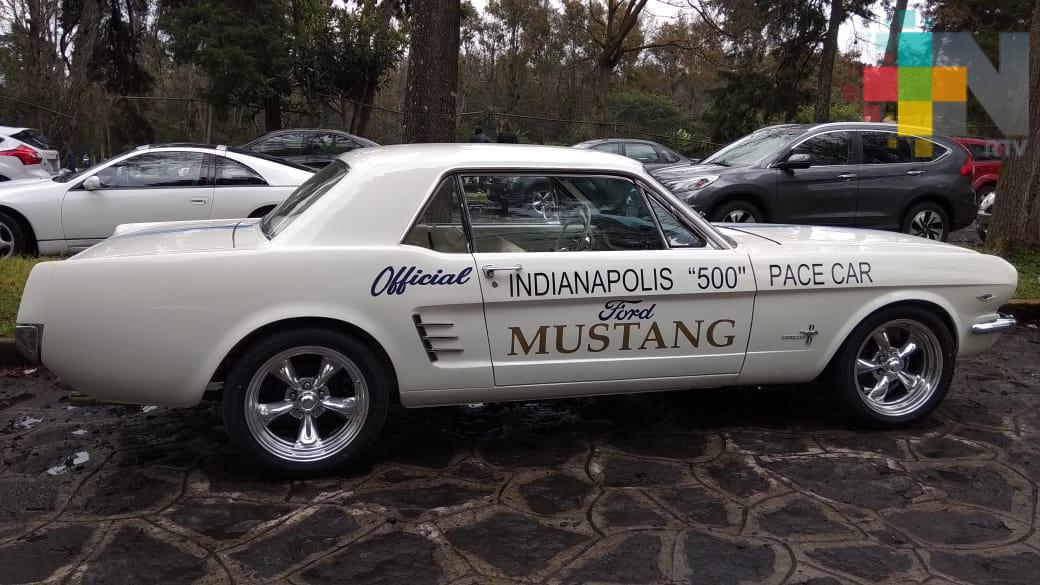 Official INDIANAPOLIS “500” PACE CAR
Ford
MUSTANG
N
RTV